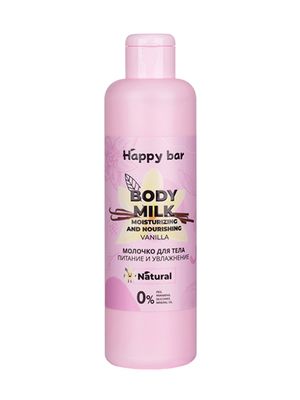 Happy bar
BODY
MILK
MOISTURIZING
AND NOURISHING
VANILLA
МОЛОЧКО ДЛЯ ТЕЛА
ПИТАНИЕ И УВЛАЖНЕНИЕ
Natural
0%